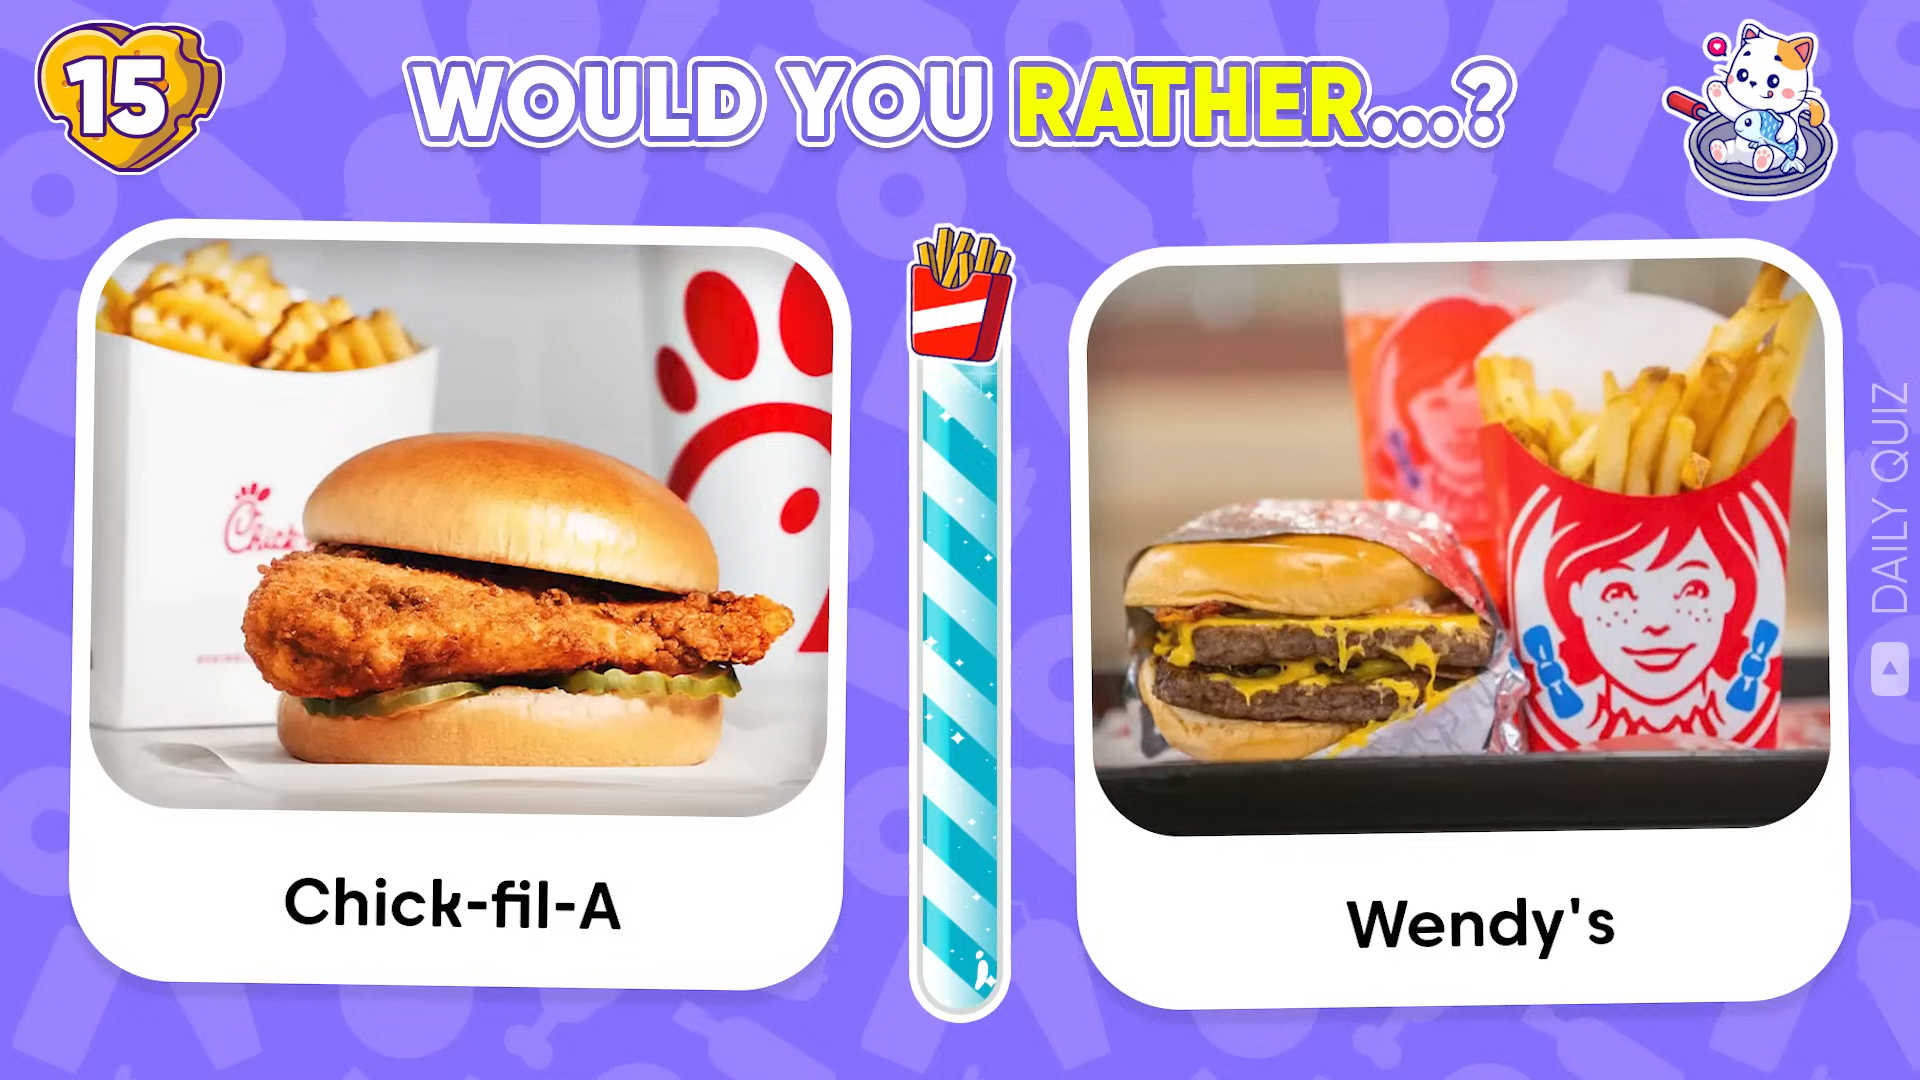 15
WOULD YOU RATHER...?
Chick-fil-A
Wendy's
DAILY QUIZ